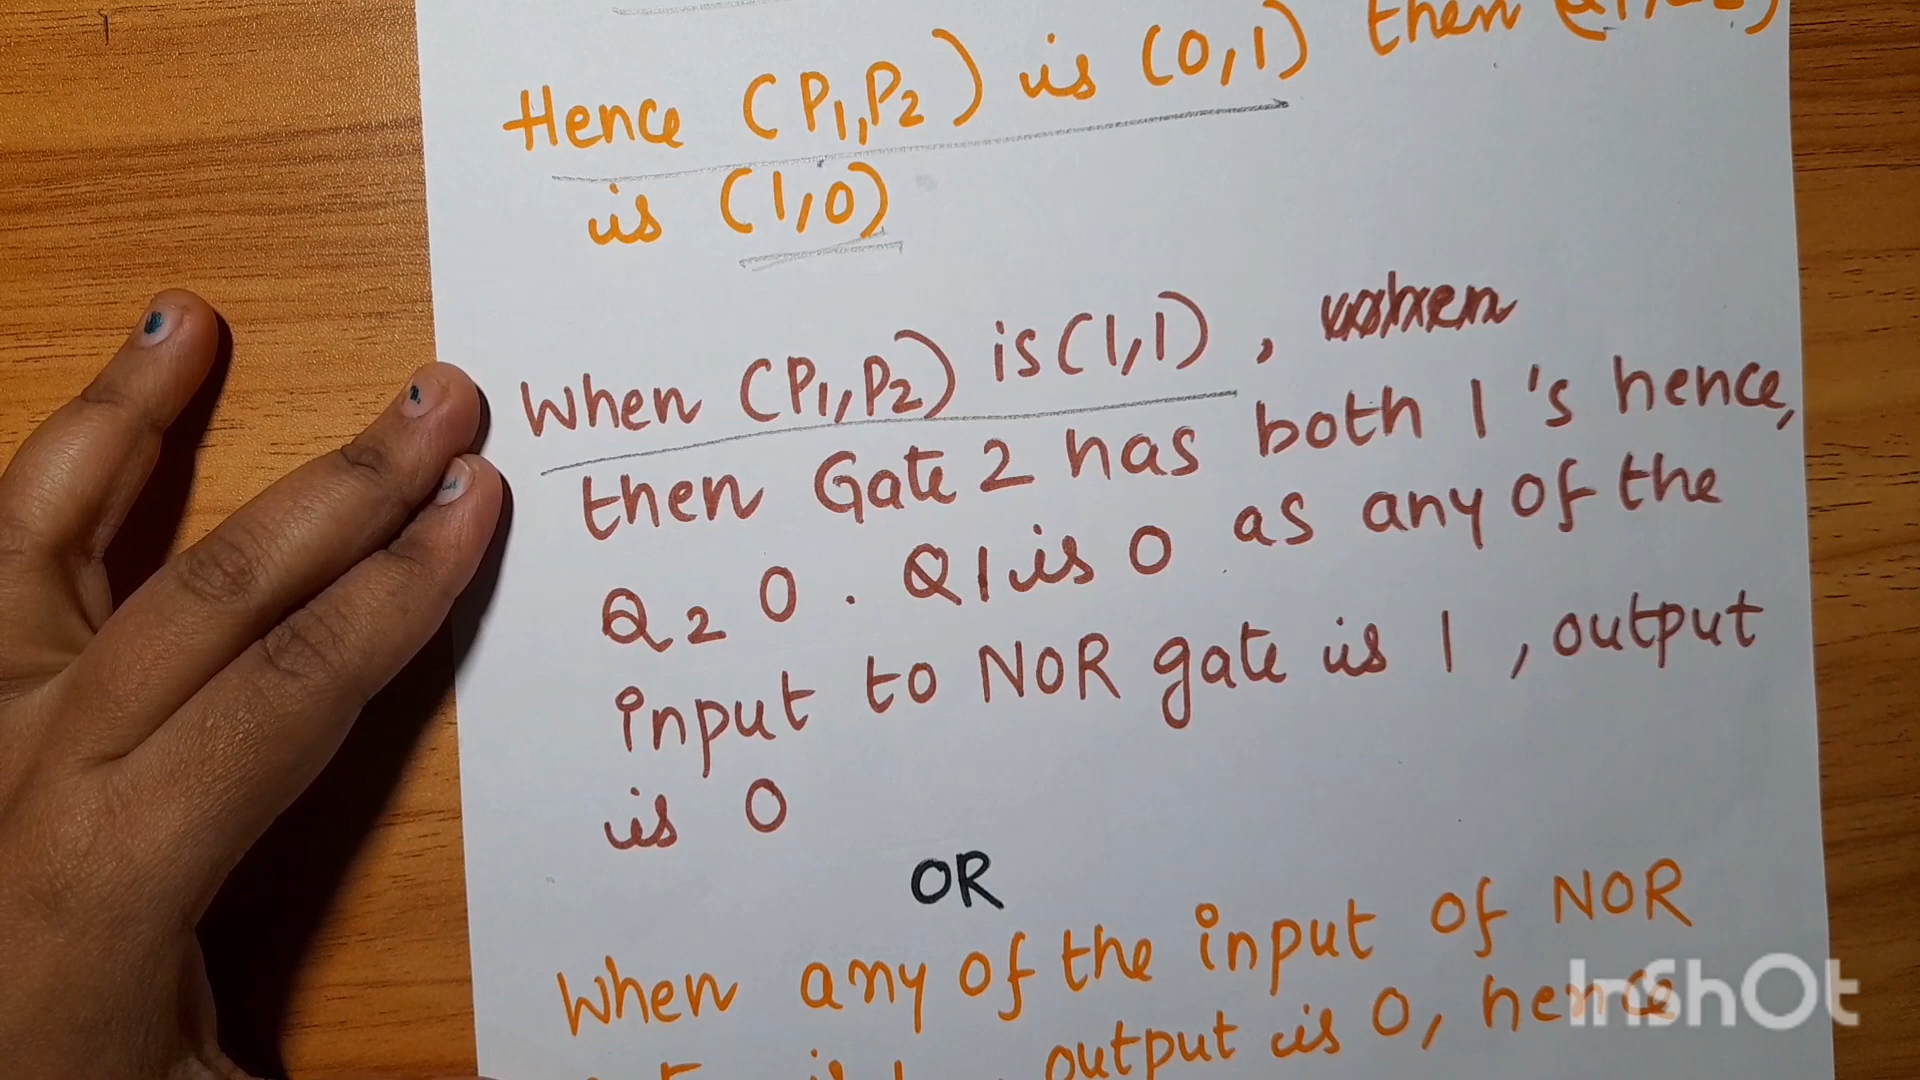 Hence (P1,P2) is (0,1) then
is (1,0)
When (P1,P2) is (1,1) ,
then Gate 2 has both 1's hence,
Q2 0 . Q1 is 0 as any of the
input to NOR gate is 1 , output
is 0
OR
When any of the input of NOR
output is 0, hence
InShOt